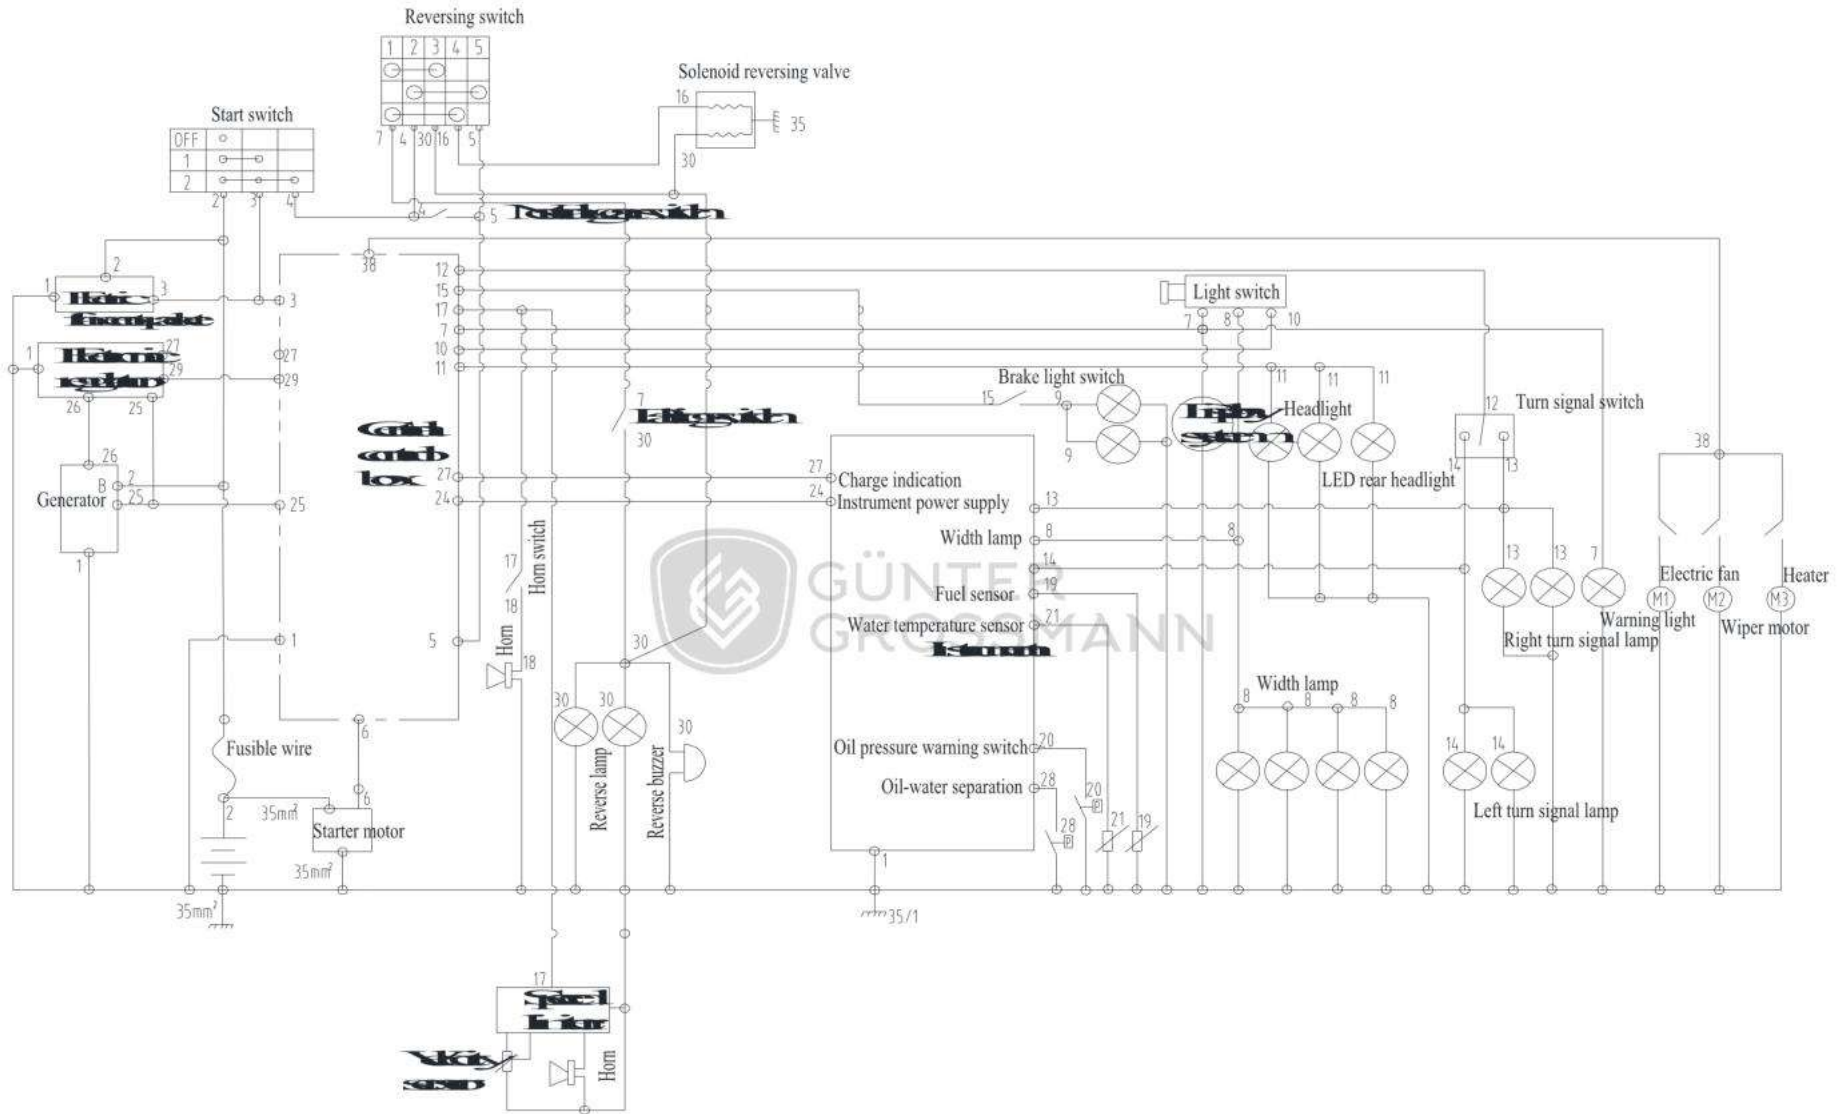 Reversing switch
1 2 3 4 5
Solenoid reversing valve
16
35
30
7 4 30 16 5
Start switch
OFF
1
2
2 3 4
4 5
2
1 3
3
38
12
15
17
7
10
11
Light switch
7 8 10
1
27
29
27
29
26 25
26
Generator
B 2
25
25
1
27
24
7
30
Brake light switch
15 9
9
Headlight
11 11 11
LED rear headlight
12
Turn signal switch
14 13
38
27
Charge indication
24
Instrument power supply
13
Width lamp
8
8
14
Fuel sensor
19
Water temperature sensor
21
GÜNTER
GROSSMANN
17
Horn switch
18
Horn
18
1
5
30
30 30 30
Reverse lamp
Reverse buzzer
13 13 7
Electric fan
Heater
M1 M2 M3
Warning light
Wiper motor
Right turn signal lamp
Width lamp
8 8 8 8
14 14
Left turn signal lamp
Oil pressure warning switch
20
Oil-water separation
28
20
P
28
P
21 19
1
35/1
Fusible wire
6
6
2
35mm²
Starter motor
35mm²
35mm²
17
Horn